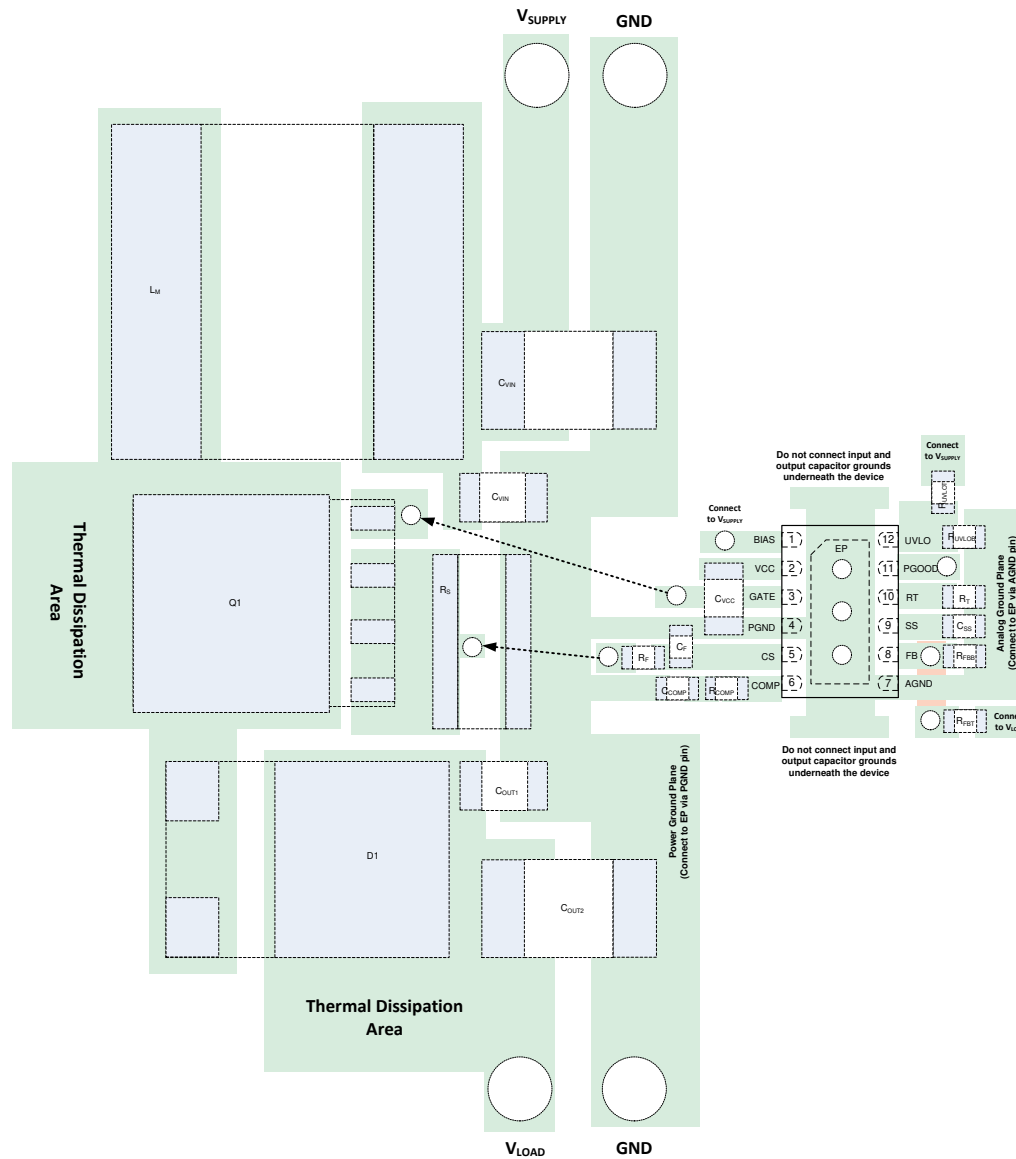 VSUPPLY
GND
LM
CVIN
CVIN
Thermal Dissipation
Area
Q1
RS
Do not connect input and
output capacitor grounds
underneath the device
Connect
to VSUPPLY
Connect
to VSUPPLY
RUVLOT
BIAS
1
12
UVLO
RUVLOB
VCC
2
EP
11
PGOOD
GATE
3
10
RT
RT
CVCC
PGND
4
9
SS
CSS
CF
RF
CS
5
8
FB
RFBB
CCOMP
RCOMP
COMP
6
7
AGND
RFBT
Connect
Analog Ground Plane
(Connect to EP via AGND pin)
Do not connect input and
output capacitor grounds
underneath the device
Power Ground Plane
(Connect to EP via PGND pin)
COUT1
D1
COUT2
Thermal Dissipation
Area
VLOAD
GND